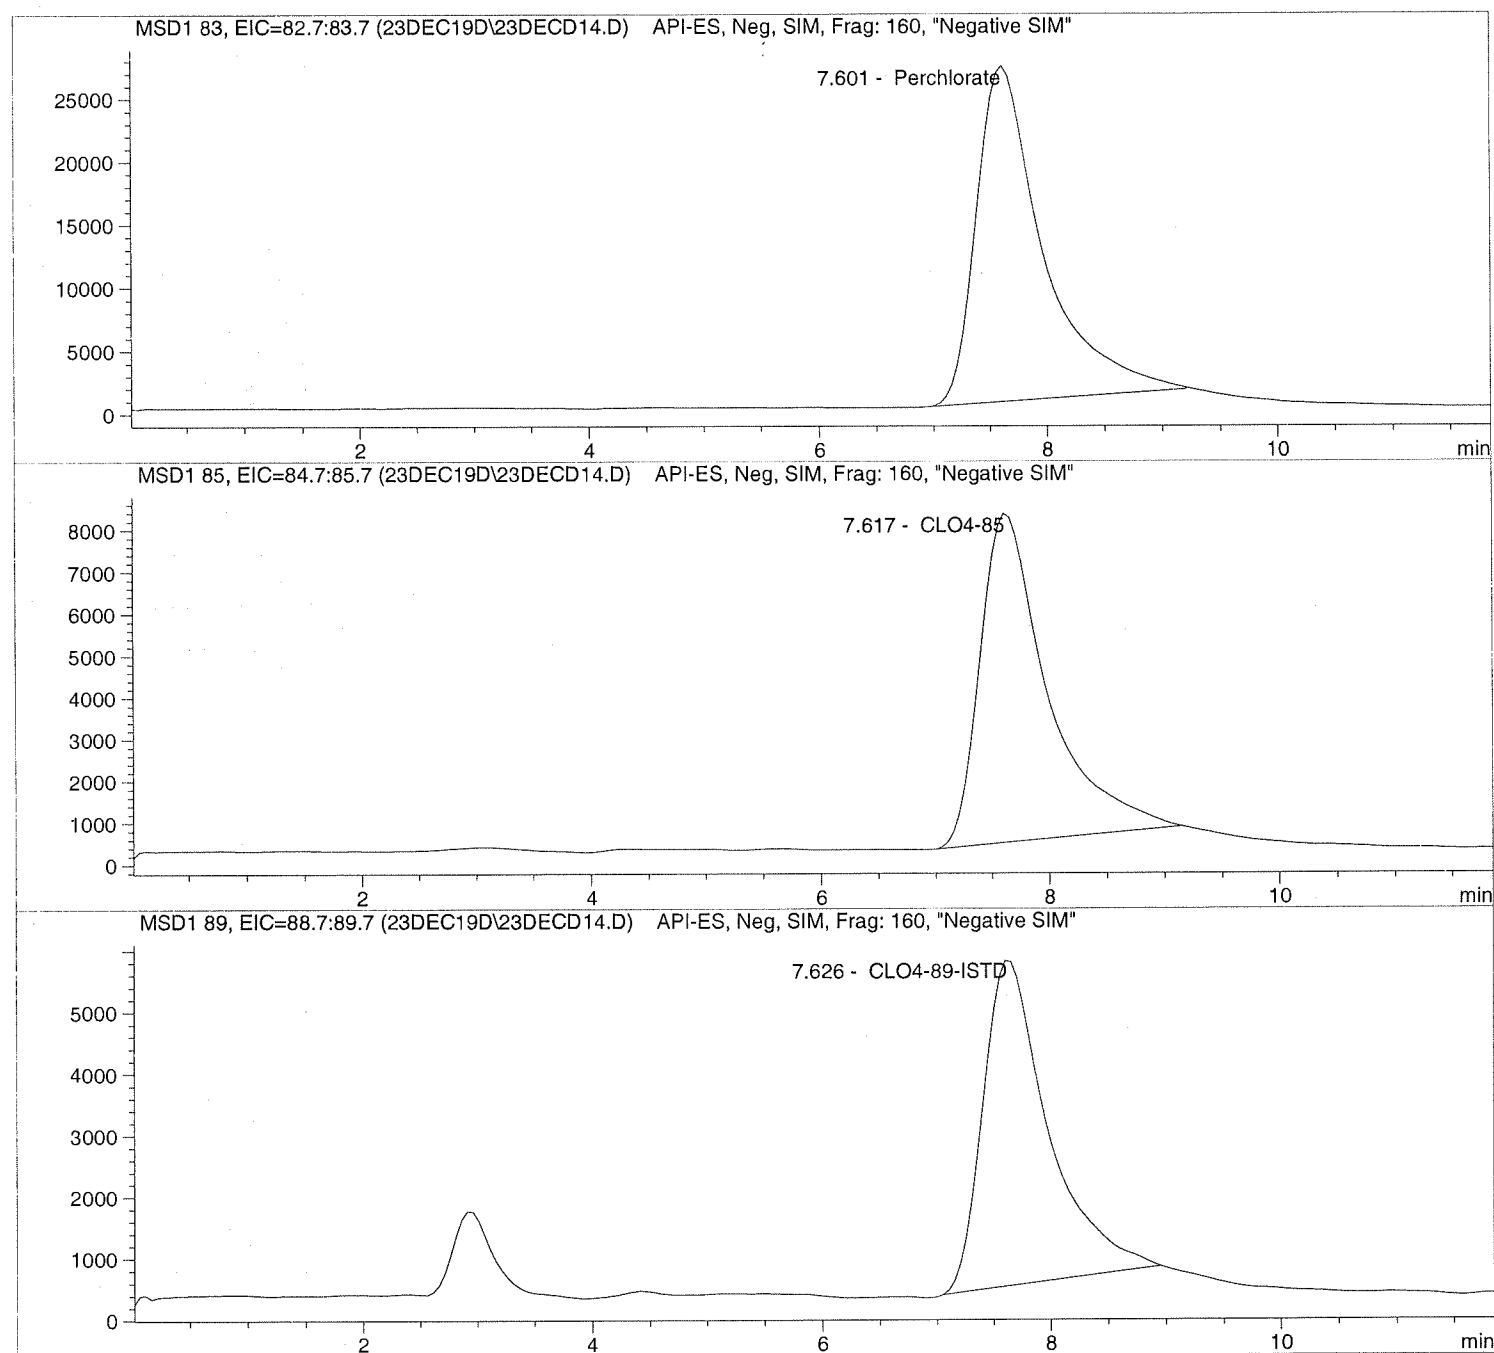 MSD1 83, EIC=82.7:83.7 (23DEC19D\23DECD14.D) API-ES, Neg, SIM, Frag: 160, "Negative SIM"
7.601 - Perchlorate
25000
20000
15000
10000
5000
0
2 4 6 8 10 min
MSD1 85, EIC=84.7:85.7 (23DEC19D\23DECD14.D) API-ES, Neg, SIM, Frag: 160, "Negative SIM"
7.617 - CLO4-85
8000
7000
6000
5000
4000
3000
2000
1000
0
2 4 6 8 10 min
MSD1 89, EIC=88.7:89.7 (23DEC19D\23DECD14.D) API-ES, Neg, SIM, Frag: 160, "Negative SIM"
7.626 - CLO4-89-ISTD
5000
4000
3000
2000
1000
0
2 4 6 8 10 min